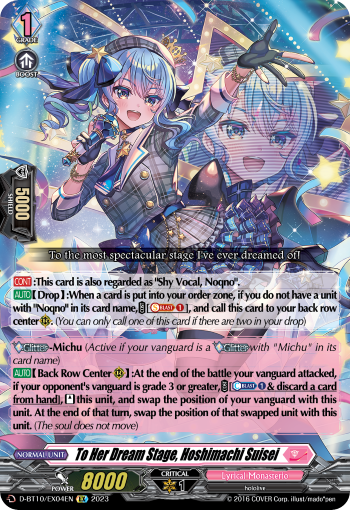 1
GRADE
BOOST
5000
SHIELD
To the most spectacular stage I've ever dreamed of!
CONT:This card is also regarded as "Shy Vocal, Noqno".
AUTO【Drop】:When a card is put into your order zone, if you do not have a unit
with "Noqno" in its card name, [SOUL BLAST 1], and call this card to your back row
center. (You can only call one of this card if there are two in your drop)
Glitter-Michu (Active if your vanguard is a Glitter with "Michu" in its
card name)
AUTO【Back Row Center】:At the end of the battle your vanguard attacked,
if your opponent's vanguard is grade 3 or greater, [SOUL BLAST 1 & discard a card
from hand], this unit, and swap the position of your vanguard with this
unit. At the end of that turn, swap the position of that swapped unit with this
unit. (The soul does not move)
NORMAL UNIT
To Her Dream Stage, Hoshimachi Suisei
POWER 8000
CRITICAL
1
Lyrical Monasterio
hololive
D-BT10/EX04EN EX 2023
© 2016 COVER Corp. illust/mado*pen